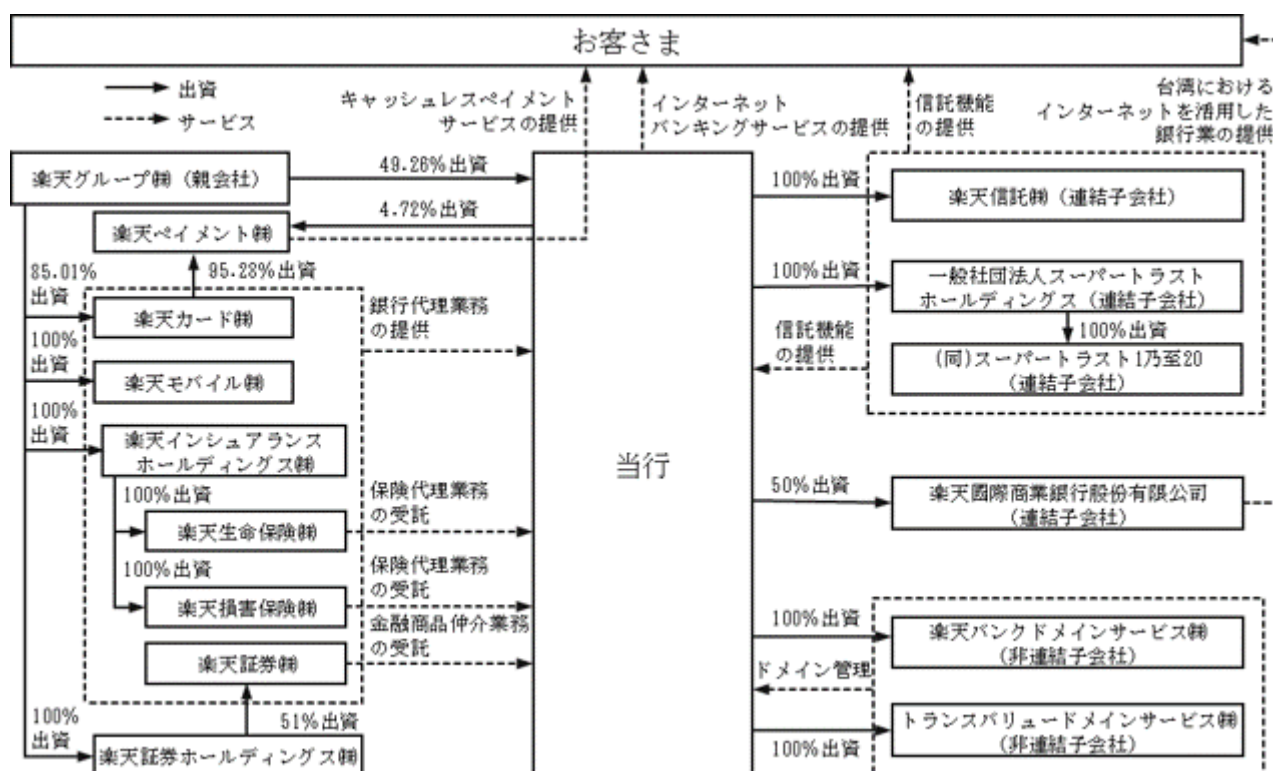 お客さま
出資
サービス
キャッシュレスペイメント
サービスの提供
インターネット
バンキングサービスの提供
信託機能
の提供
台湾における
インターネットを活用した
銀行業の提供
楽天グループ㈱（親会社）
49.26%出資
4.72%出資
楽天ペイメント㈱
85.01%
出資
95.28%出資
楽天カード㈱
銀行代理業務
の提供
100%
出資
楽天モバイル㈱
100%
出資
楽天インシュアランス
ホールディングス㈱
100%出資
楽天生命保険㈱
保険代理業務
の受託
100%出資
楽天損害保険㈱
保険代理業務
の受託
金融商品仲介業務
の受託
楽天証券㈱
100%
出資
51%出資
楽天証券ホールディングス㈱
当行
100%出資
楽天信託㈱（連結子会社）
100%出資
一般社団法人スーパートラスト
ホールディングス（連結子会社）
100%出資
信託機能
の提供
(同)スーパートラスト1乃至20
（連結子会社）
50%出資
楽天國際商業銀行股份有限公司
（連結子会社）
100%出資
楽天バンクドメインサービス㈱
（非連結子会社）
ドメイン管理
トランスバリュードメインサービス㈱
（非連結子会社）
100%出資